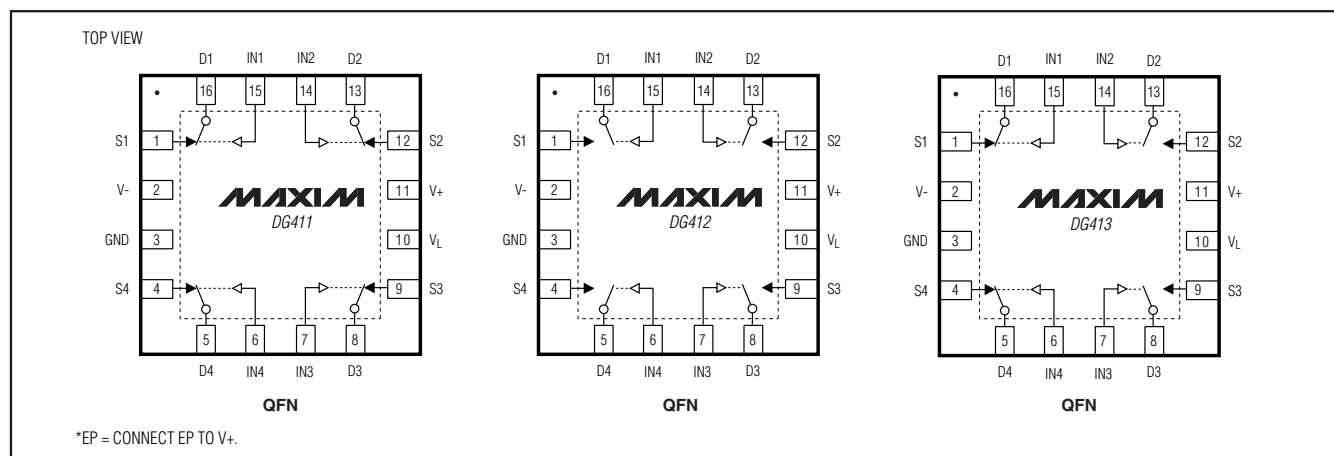 TOP VIEW
D1 IN1 IN2 D2
16 15 14 13
S1 1 12 S2
V- 2 11 V+
MAXIM
DG411
GND 3 10 VL
S4 4 9 S3
5 6 7 8
D4 IN4 IN3 D3
QFN
D1 IN1 IN2 D2
16 15 14 13
S1 1 12 S2
V- 2 11 V+
MAXIM
DG412
GND 3 10 VL
S4 4 9 S3
5 6 7 8
D4 IN4 IN3 D3
QFN
D1 IN1 IN2 D2
16 15 14 13
S1 1 12 S2
V- 2 11 V+
MAXIM
DG413
GND 3 10 VL
S4 4 9 S3
5 6 7 8
D4 IN4 IN3 D3
QFN
*EP = CONNECT EP TO V+.